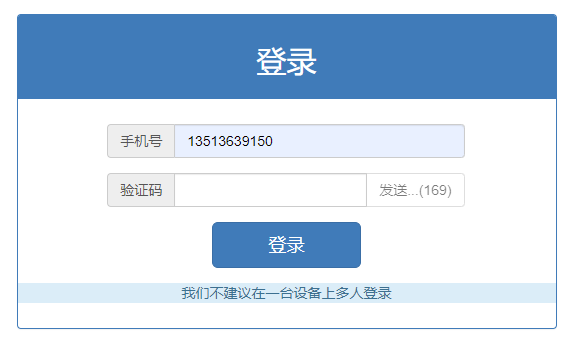 登录
手机号 13513639150
验证码 发送...(169)
登录
我们不建议在一台设备上多人登录